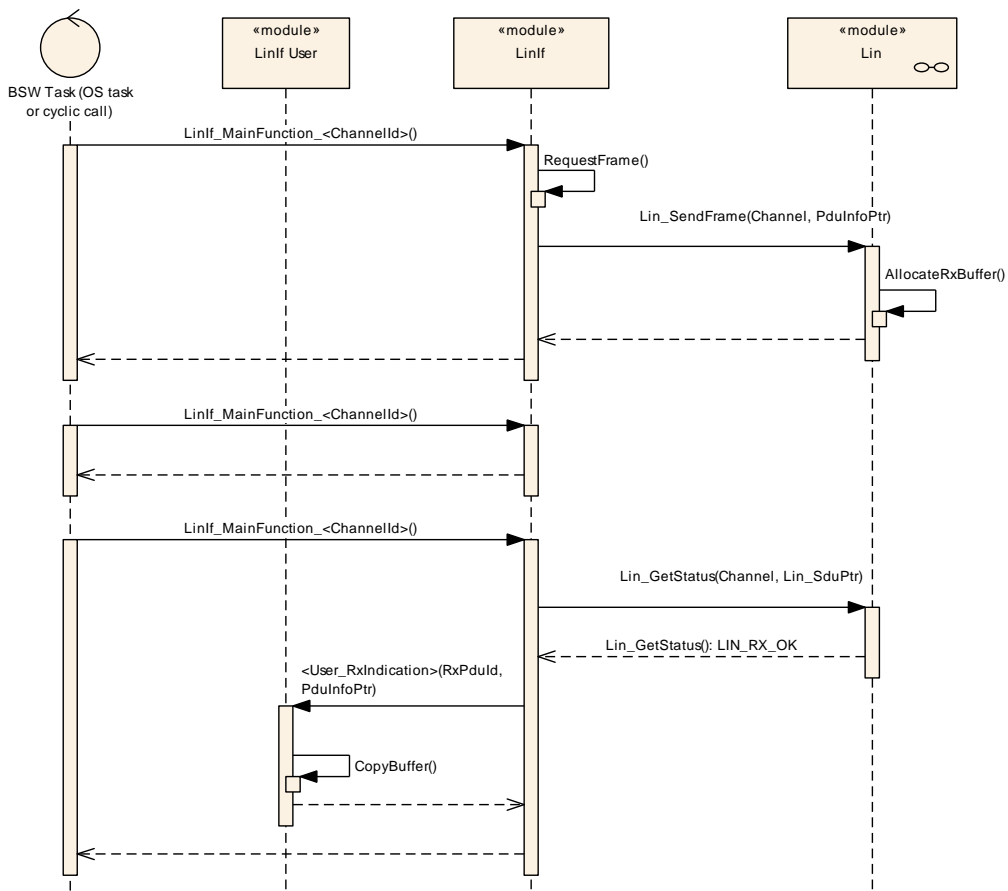 «module»
LinIf User
«module»
LinIf
«module»
Lin
BSW Task (OS task
or cyclic call)
LinIf_MainFunction_<ChannelId>()
RequestFrame()
Lin_SendFrame(Channel, PduInfoPtr)
AllocateRxBuffer()
LinIf_MainFunction_<ChannelId>()
LinIf_MainFunction_<ChannelId>()
Lin_GetStatus(Channel, Lin_SduPtr)
Lin_GetStatus(): LIN_RX_OK
<User_RxIndication>(RxPduId,
PduInfoPtr)
CopyBuffer()